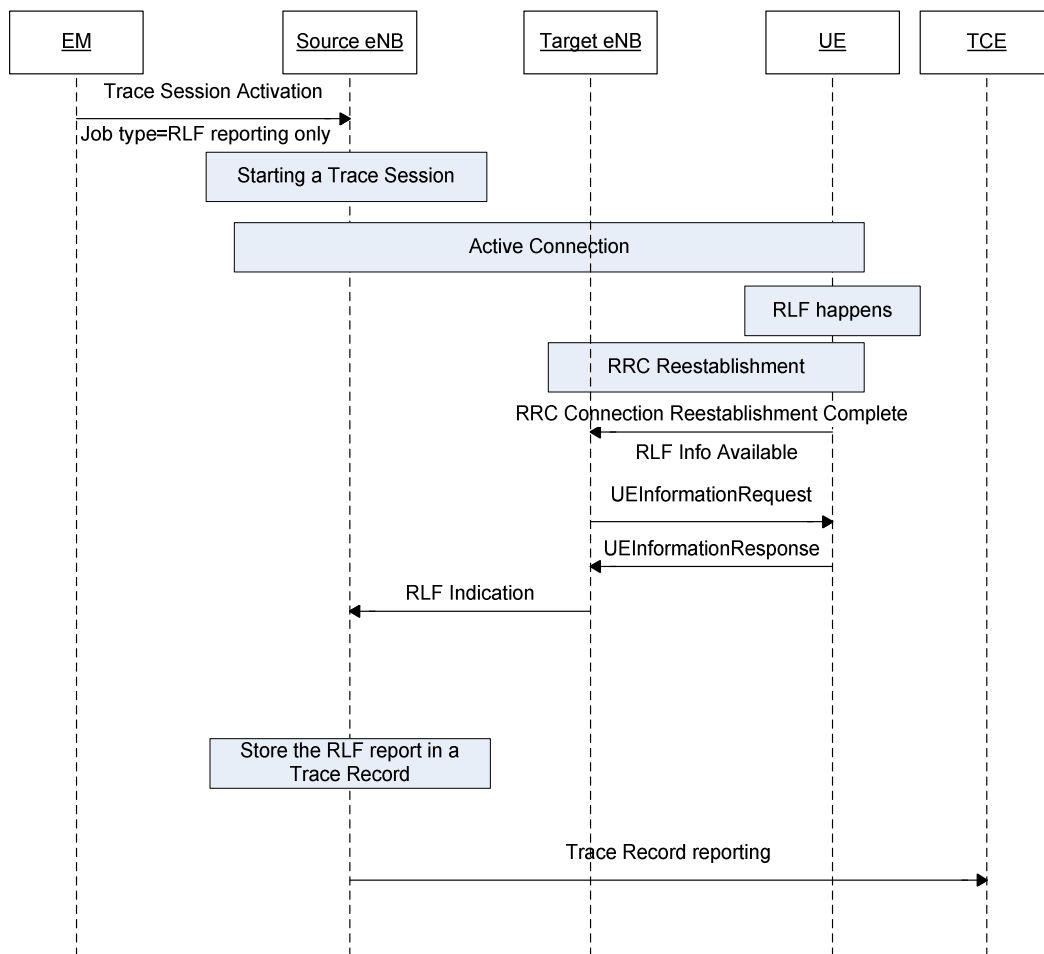 EM
Source eNB
Target eNB
UE
TCE
Trace Session Activation
Job type=RLF reporting only
Starting a Trace Session
Active Connection
RLF happens
RRC Reestablishment
RRC Connection Reestablishment Complete
RLF Info Available
UEInformationRequest
UEInformationResponse
RLF Indication
Store the RLF report in a
Trace Record
Trace Record reporting